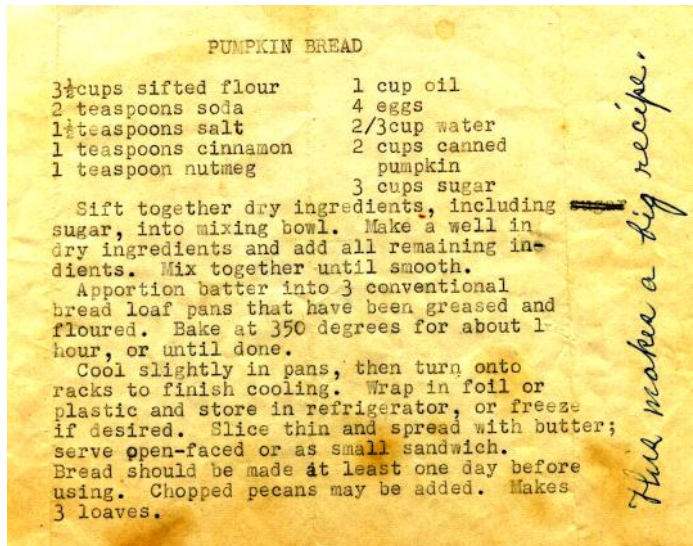 PUMPKIN BREAD
3½cups sifted flour
2 teaspoons soda
1½teaspoons salt
1 teaspoons cinnamon
1 teaspoon nutmeg
1 cup oil
4 eggs
2/3cup water
2 cups canned
pumpkin
3 cups sugar
Sift together dry ingredients, including
sugar, into mixing bowl. Make a well in
dry ingredients and add all remaining in-
dients. Mix together until smooth.
Apportion batter into 3 conventional
bread loaf pans that have been greased and
floured. Bake at 350 degrees for about 1
hour, or until done.
Cool slightly in pans, then turn onto
racks to finish cooling. Wrap in foil or
plastic and store in refrigerator, or freeze
if desired. Slice thin and spread with butter;
serve open-faced or as small sandwich.
Bread should be made at least one day before
using. Chopped pecans may be added. Makes
3 loaves.
makes a big recipe.